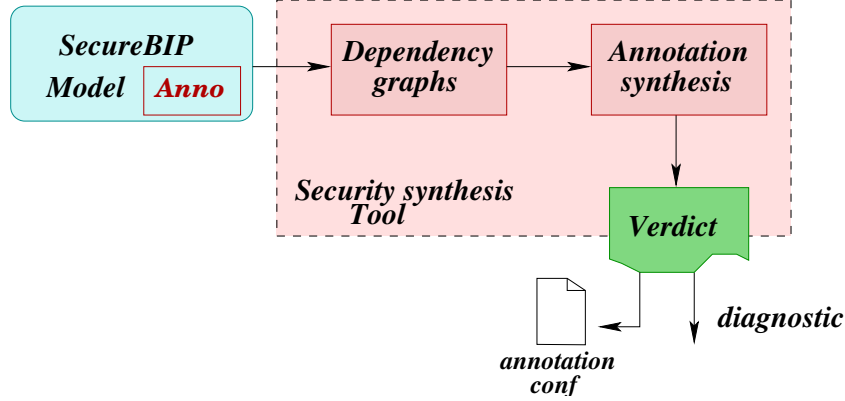 SecureBIP
Model Anno
Dependency
graphs
Annotation
synthesis
Security synthesis
Tool
Verdict
diagnostic
annotation
conf